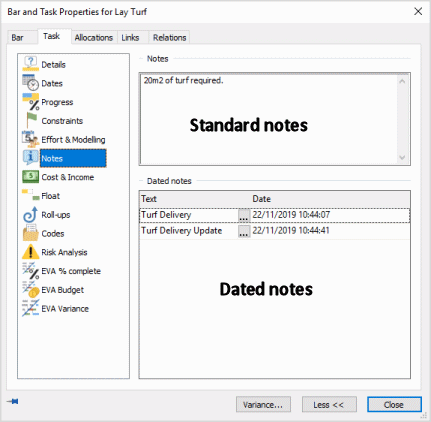 Bar and Task Properties for Lay Turf
Bar Task Allocations Links Relations
Details
Dates
Progress
Constraints
Effort & Modelling
Notes
Cost & Income
Float
Roll-ups
Codes
Risk Analysis
EVA % complete
EVA Budget
EVA Variance
Notes
20m2 of turf required.
Standard notes
Dated notes
Text Date
Turf Delivery ... 22/11/2019 10:44:07
Turf Delivery Update ... 22/11/2019 10:44:41
Dated notes
Variance... Less << Close